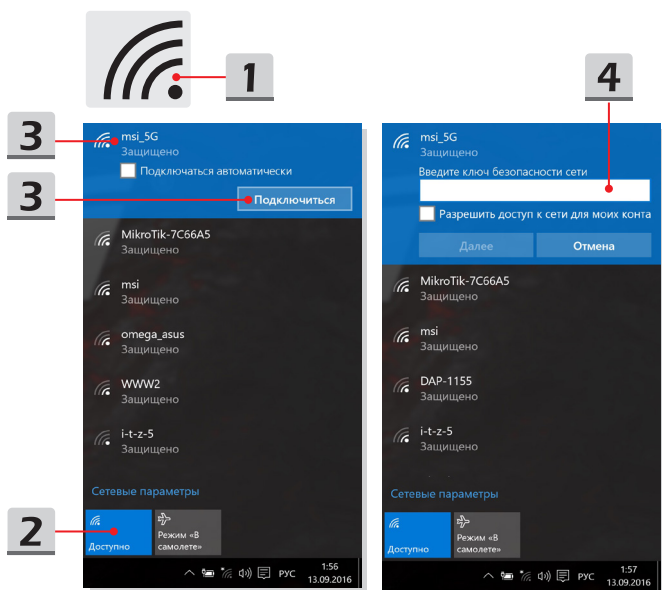 1
4
3
msi_5G
Защищено
Подключаться автоматически
3
Подключиться
MikroTik-7C66A5
Защищено
msi
Защищено
omega_asus
Защищено
WWW2
Защищено
i-t-z-5
Защищено
Сетевые параметры
2
Доступно
Режим «В
самолете»
РУС
1:56
13.09.2016
msi_5G
Защищено
Введите ключ безопасности сети
Разрешить доступ к сети для моих конта
Далее
Отмена
MikroTik-7C66A5
Защищено
msi
Защищено
DAP-1155
Защищено
i-t-z-5
Защищено
Сетевые параметры
Доступно
Режим «В
самолете»
РУС
1:57
13.09.2016